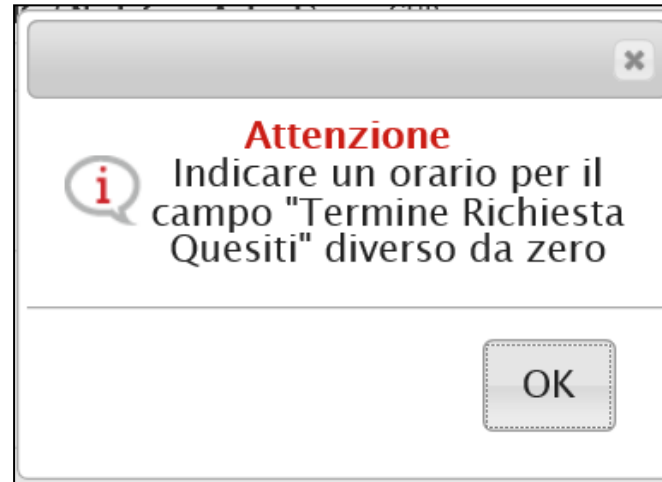 Attenzione
Indicare un orario per il
campo "Termine Richiesta
Quesiti" diverso da zero
OK